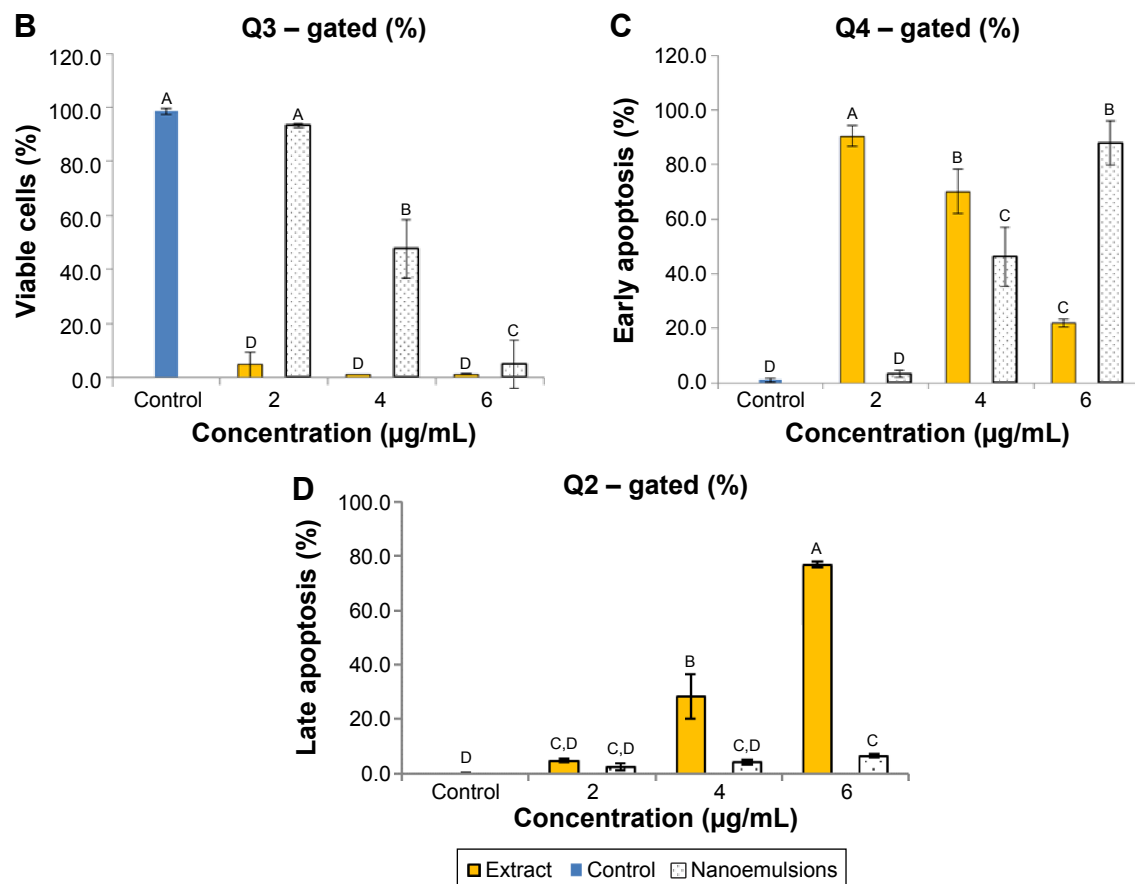 B
Q3 – gated (%)
Viable cells (%)
120.0
100.0
80.0
60.0
40.0
20.0
0.0
A
D
A
D
B
D
C
Control
2
4
6
Concentration (µg/mL)
C
Q4 – gated (%)
Early apoptosis (%)
120.0
100.0
80.0
60.0
40.0
20.0
0.0
D
A
D
B
C
C
B
Control
2
4
6
Concentration (µg/mL)
D
Q2 – gated (%)
Late apoptosis (%)
100.0
80.0
60.0
40.0
20.0
0.0
D
C,D
C,D
B
C,D
A
C
Control
2
4
6
Concentration (µg/mL)
Extract
Control
Nanoemulsions